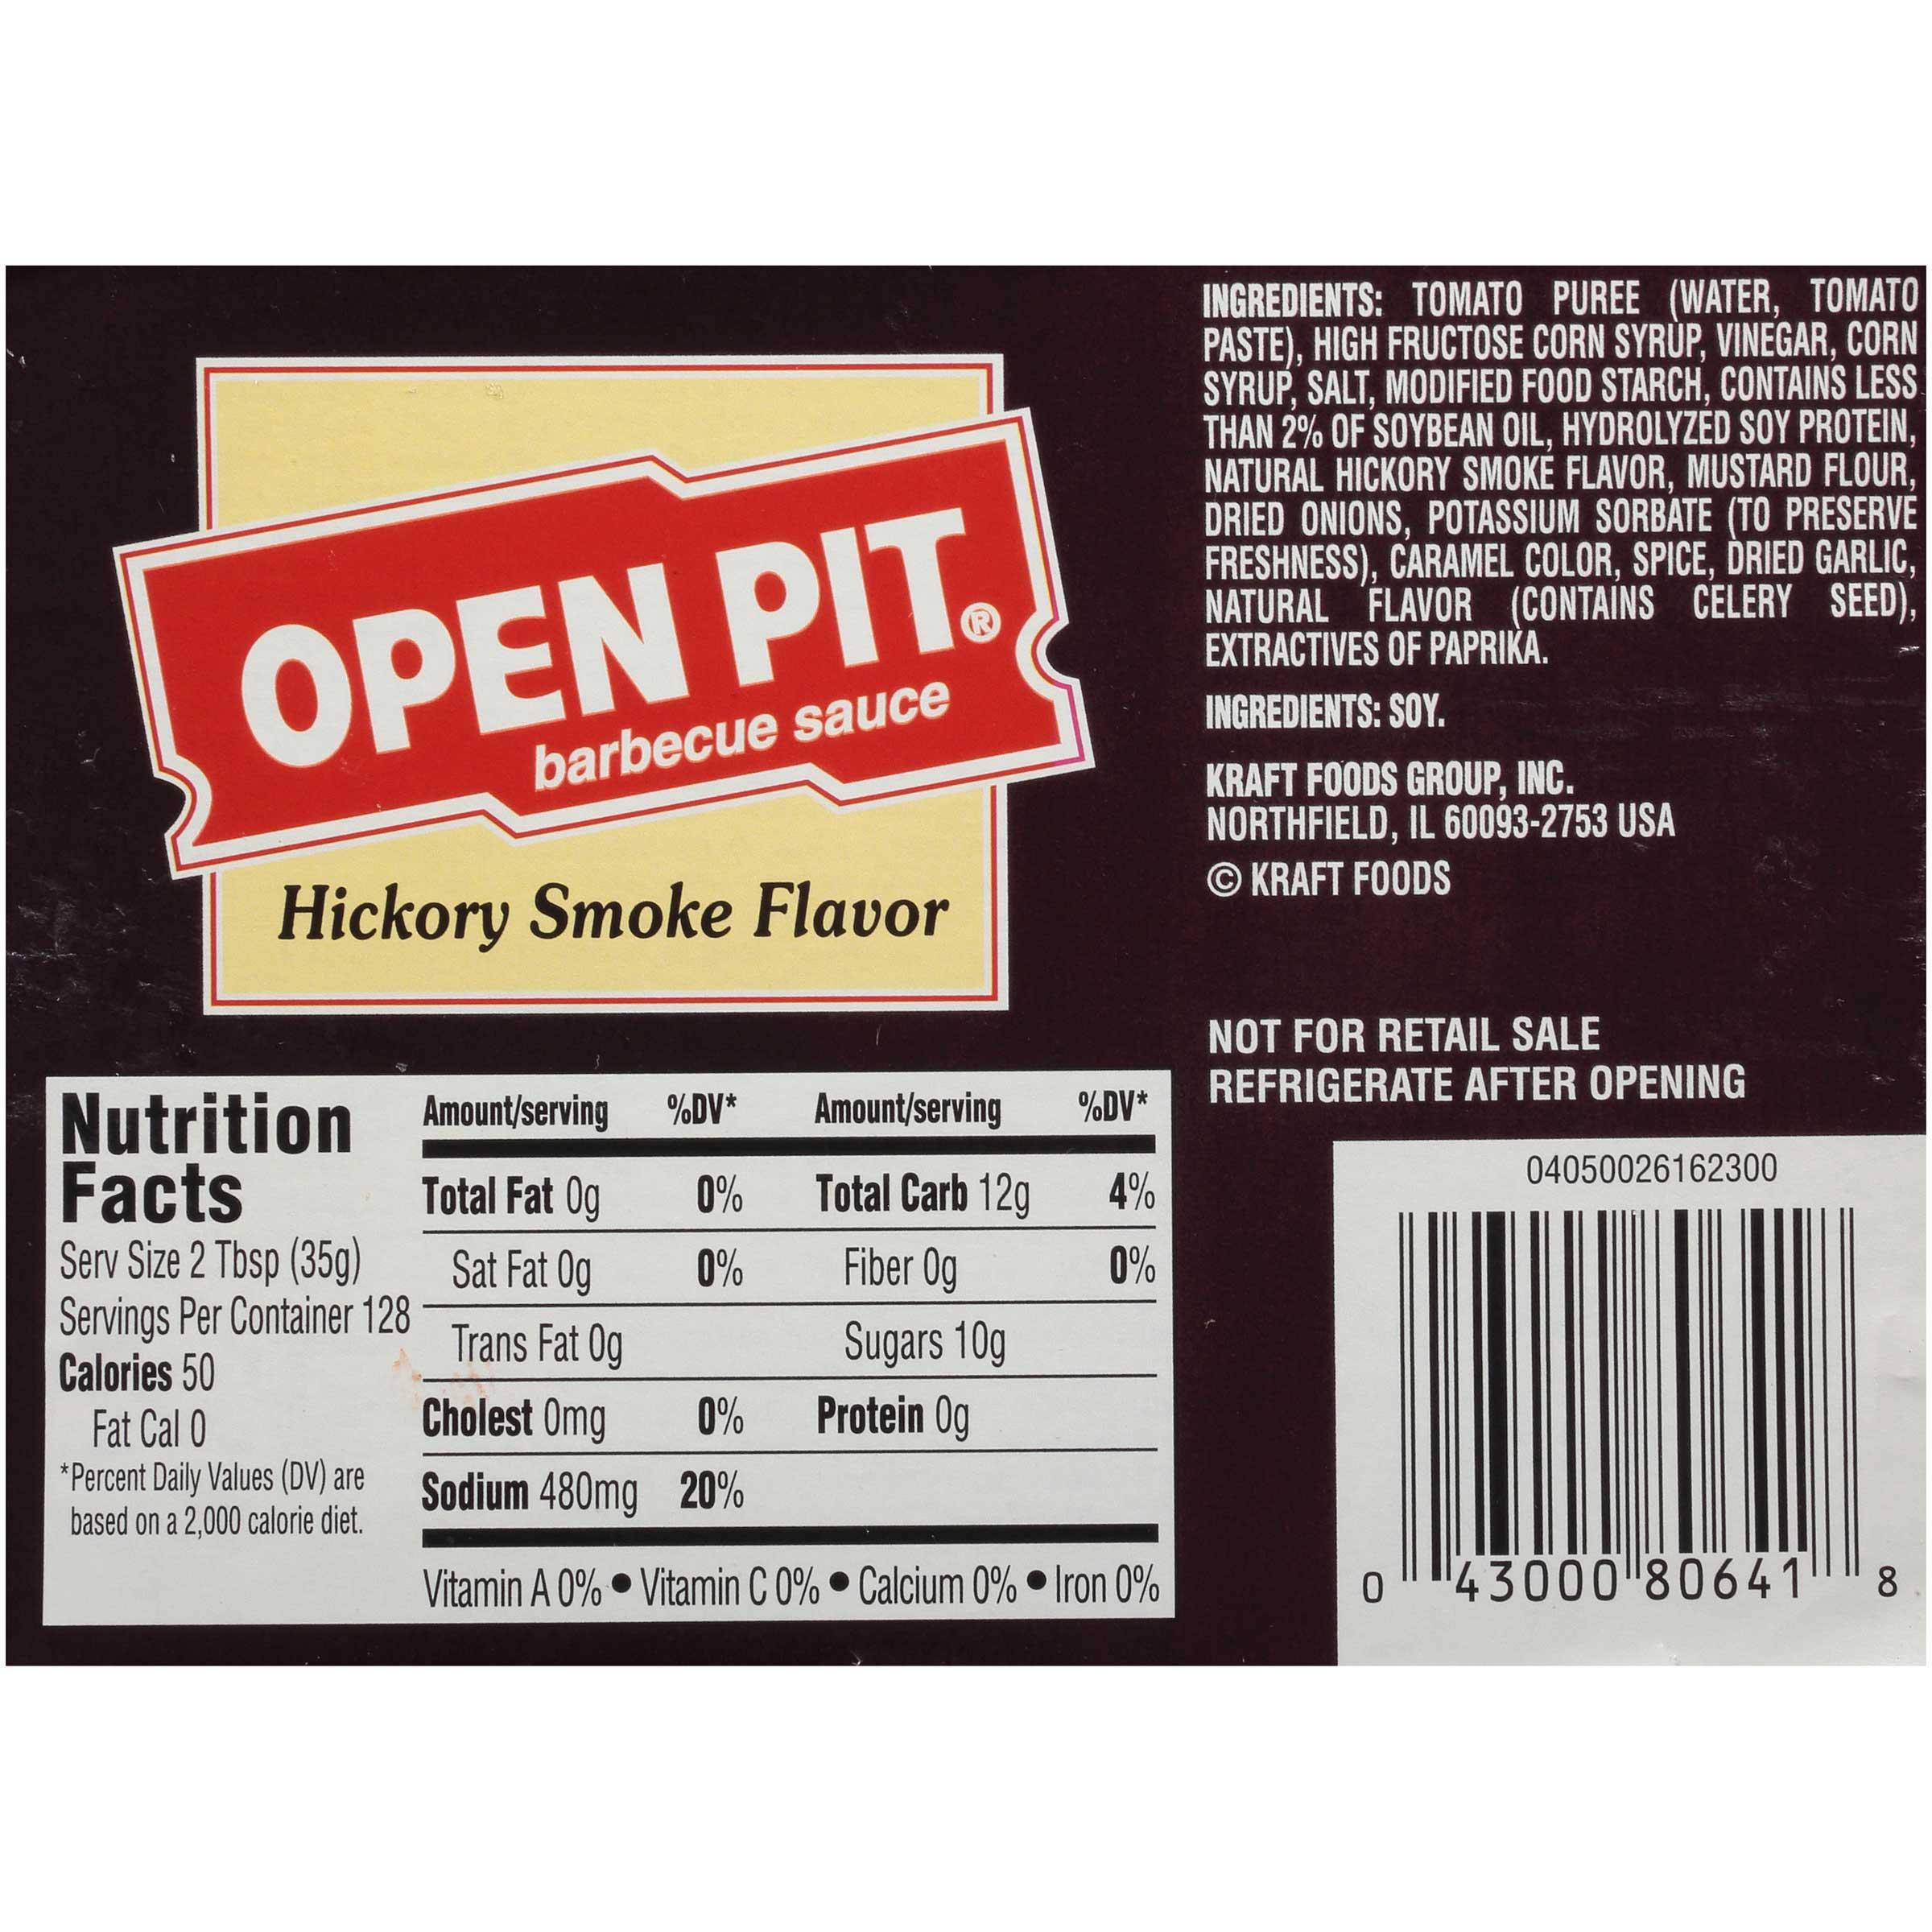 OPEN PIT®
barbecue sauce
Hickory Smoke Flavor
INGREDIENTS: TOMATO PUREE (WATER, TOMATO
PASTE), HIGH FRUCTOSE CORN SYRUP, VINEGAR, CORN
SYRUP, SALT, MODIFIED FOOD STARCH, CONTAINS LESS
THAN 2% OF SOYBEAN OIL, HYDROLYZED SOY PROTEIN,
NATURAL HICKORY SMOKE FLAVOR, MUSTARD FLOUR,
DRIED ONIONS, POTASSIUM SORBATE (TO PRESERVE
FRESHNESS), CARAMEL COLOR, SPICE, DRIED GARLIC,
NATURAL FLAVOR (CONTAINS CELERY SEED),
EXTRACTIVES OF PAPRIKA.
INGREDIENTS: SOY.
KRAFT FOODS GROUP, INC.
NORTHFIELD, IL 60093-2753 USA
© KRAFT FOODS
NOT FOR RETAIL SALE
REFRIGERATE AFTER OPENING
Nutrition
Facts
Serv Size 2 Tbsp (35g)
Servings Per Container 128
Calories 50
Fat Cal 0
*Percent Daily Values (DV) are
based on a 2,000 calorie diet.
Amount/serving %DV* Amount/serving %DV*
Total Fat 0g 0% Total Carb 12g 4%
Sat Fat 0g 0% Fiber 0g 0%
Trans Fat 0g Sugars 10g
Cholest 0mg 0% Protein 0g
Sodium 480mg 20%
Vitamin A 0% • Vitamin C 0% • Calcium 0% • Iron 0%
04050026162300
0 43000 80641 8